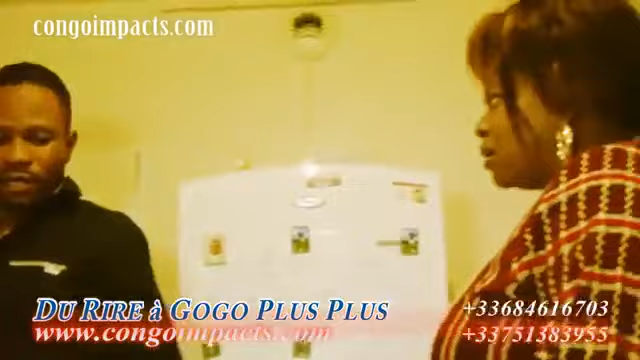 congoimpacts.com
DU RIRE à GOGO PLUS PLUS
+33684616703
www.congoimpacts.com
+33751383955